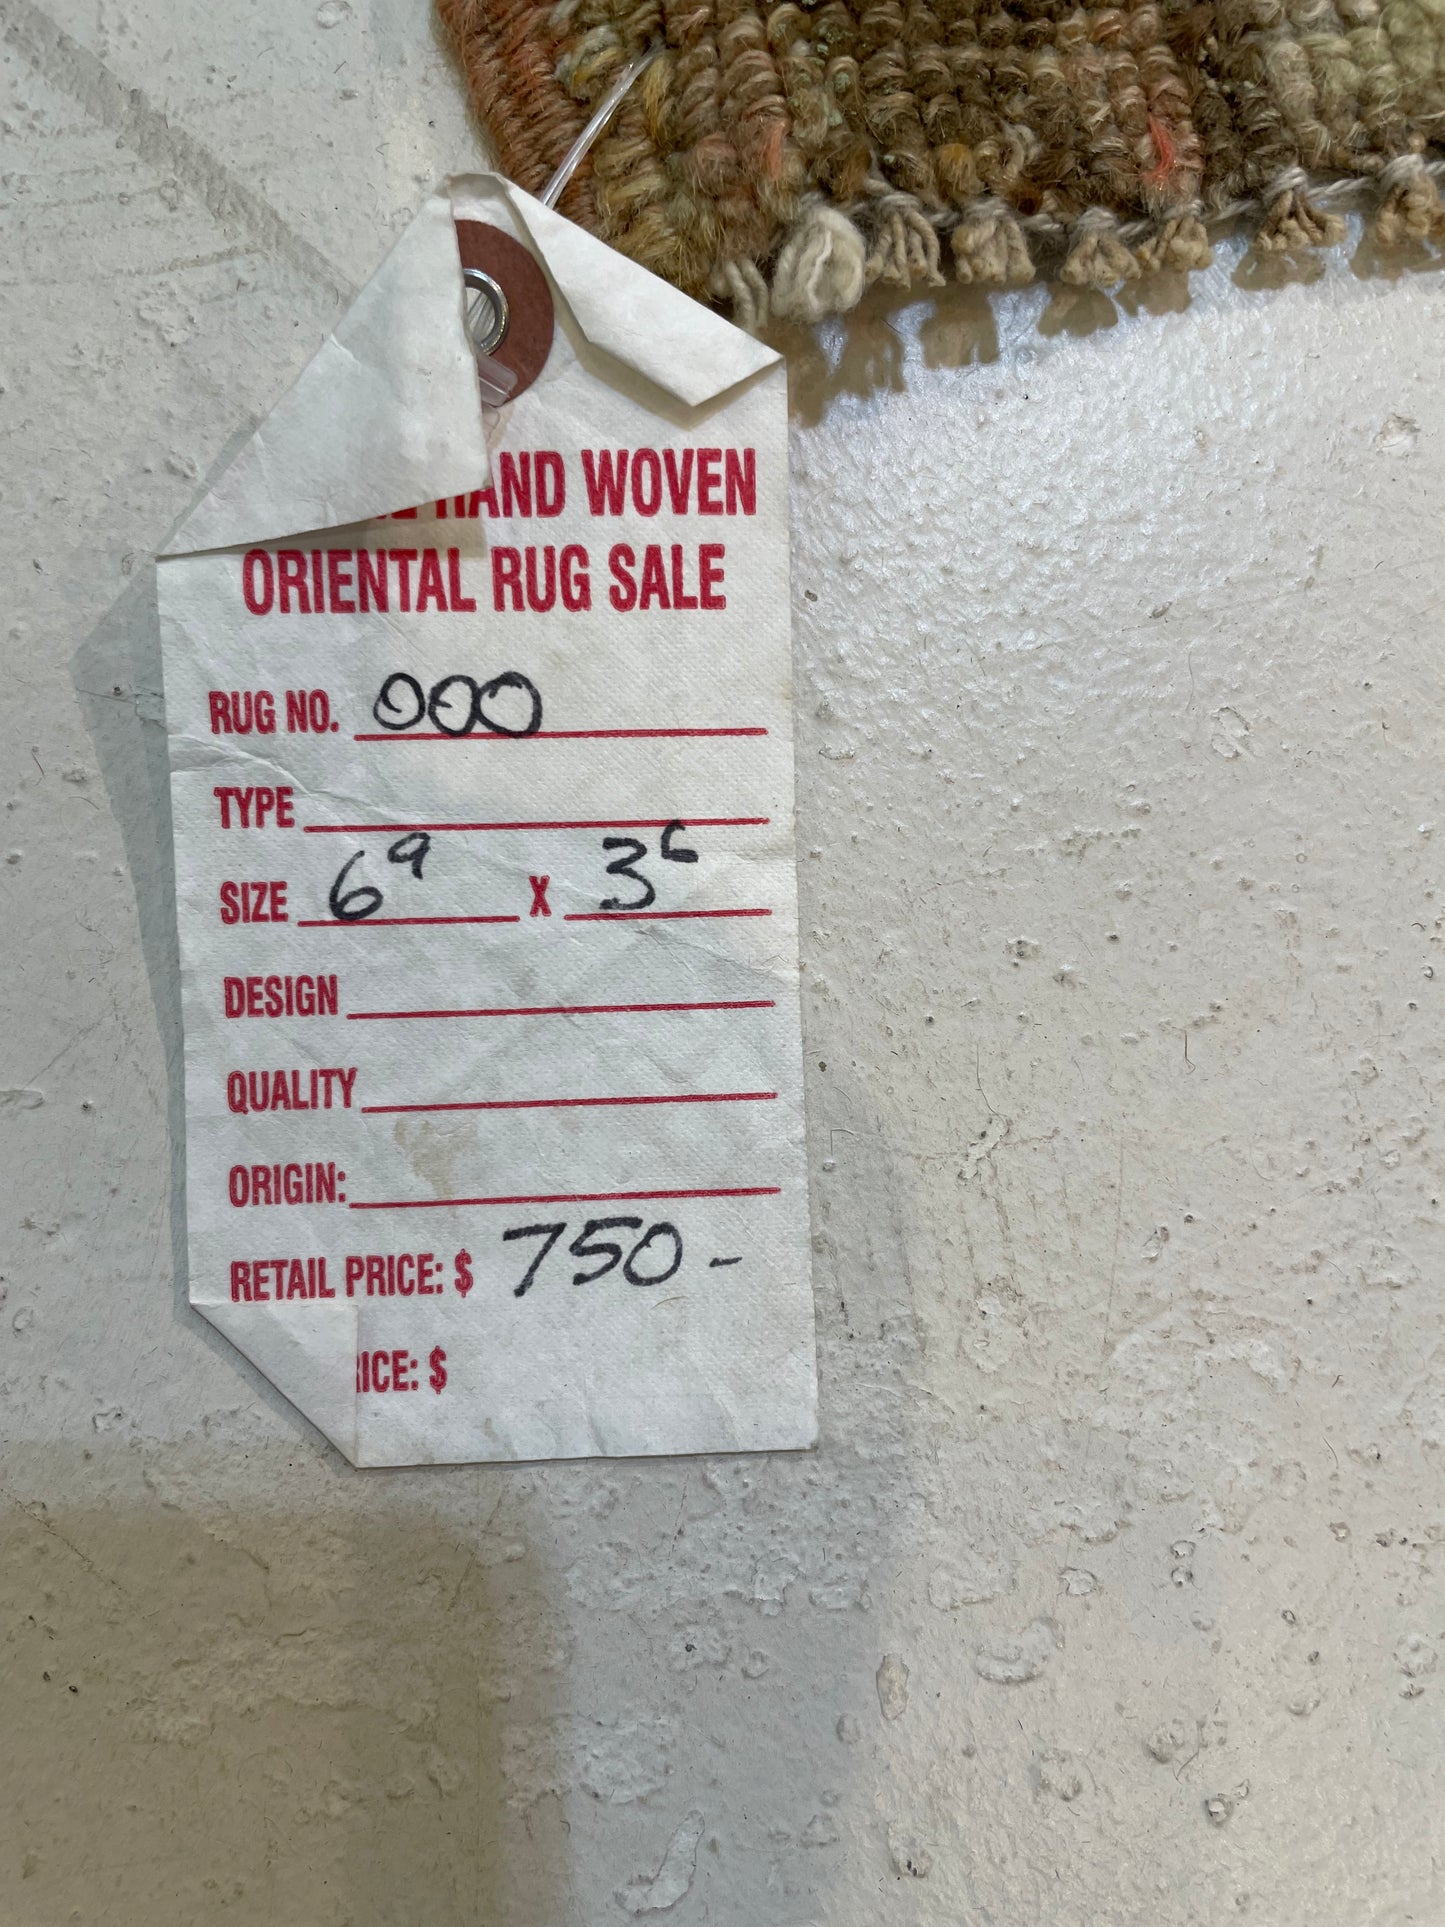 HAND WOVEN
ORIENTAL RUG SALE
RUG NO. 000
TYPE
SIZE 6⁹ X 3⁶
DESIGN
QUALITY
ORIGIN:
RETAIL PRICE: $ 750-
RICE: $